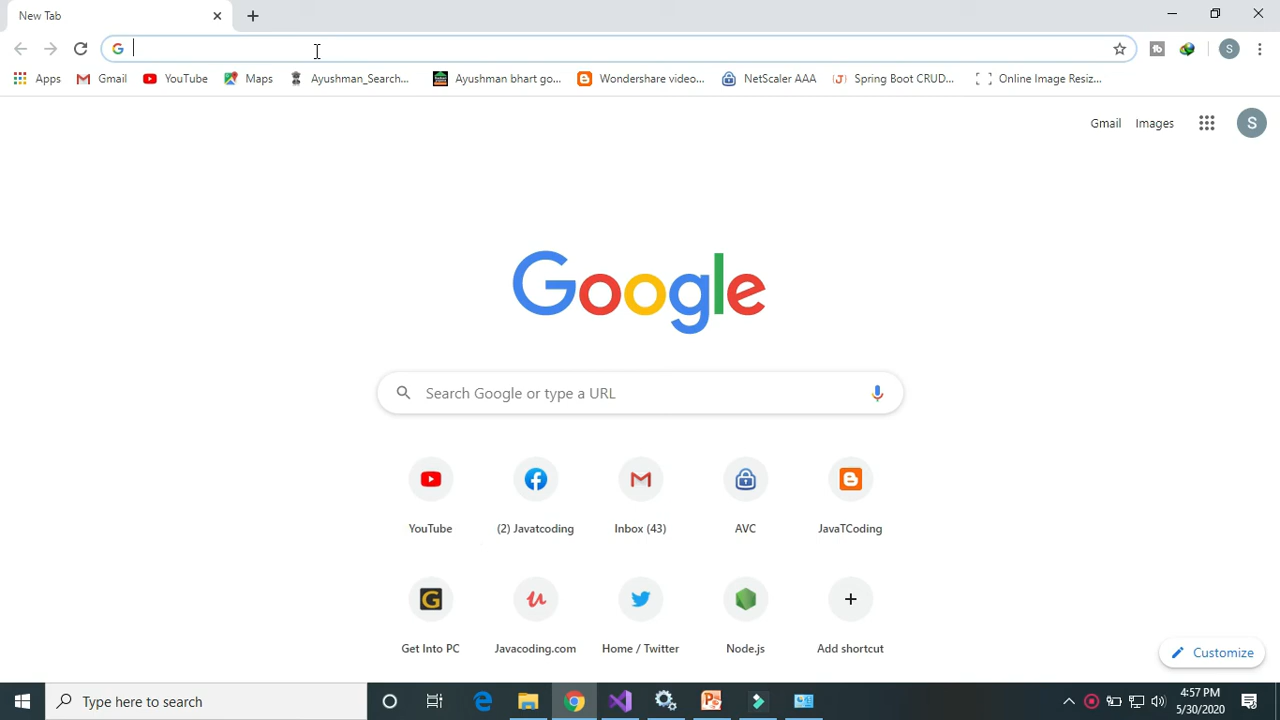 New Tab
Apps Gmail YouTube Maps Ayushman_Search... Ayushman bhart go... Wondershare video... NetScaler AAA Spring Boot CRUD... Online Image Resiz...
Gmail Images S
Google
Search Google or type a URL
YouTube (2) Javatcoding Inbox (43) AVC JavaTCoding
Get Into PC Javacoding.com Home / Twitter Node.js Add shortcut
Customize
Type here to search
4:57 PM
5/30/2020